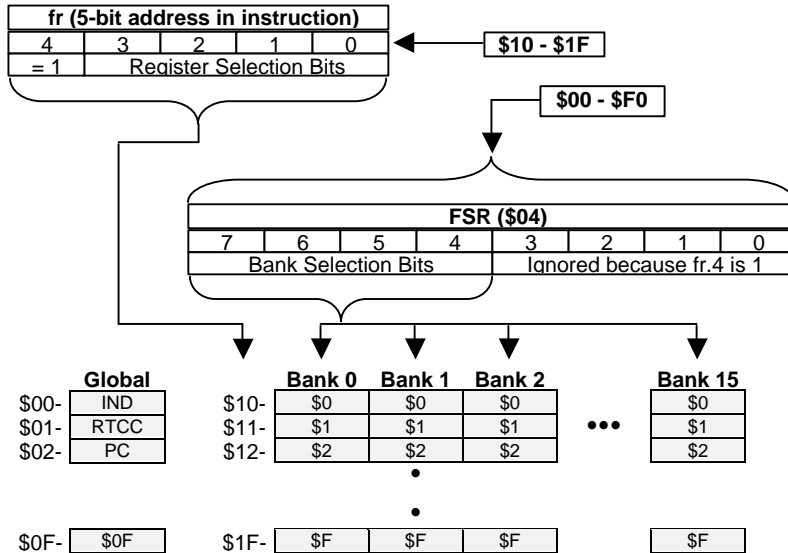 fr (5-bit address in instruction)
4 3 2 1 0
$10 - $1F
= 1 Register Selection Bits
$00 - $F0
FSR ($04)
7 6 5 4 3 2 1 0
Bank Selection Bits Ignored because fr.4 is 1
Global Bank 0 Bank 1 Bank 2 Bank 15
$00- IND $10- $0 $0 $0 $0
$01- RTCC $11- $1 $1 $1 ••• $1
$02- PC $12- $2 $2 $2 $2
$0F- $0F $1F- $F $F $F $F